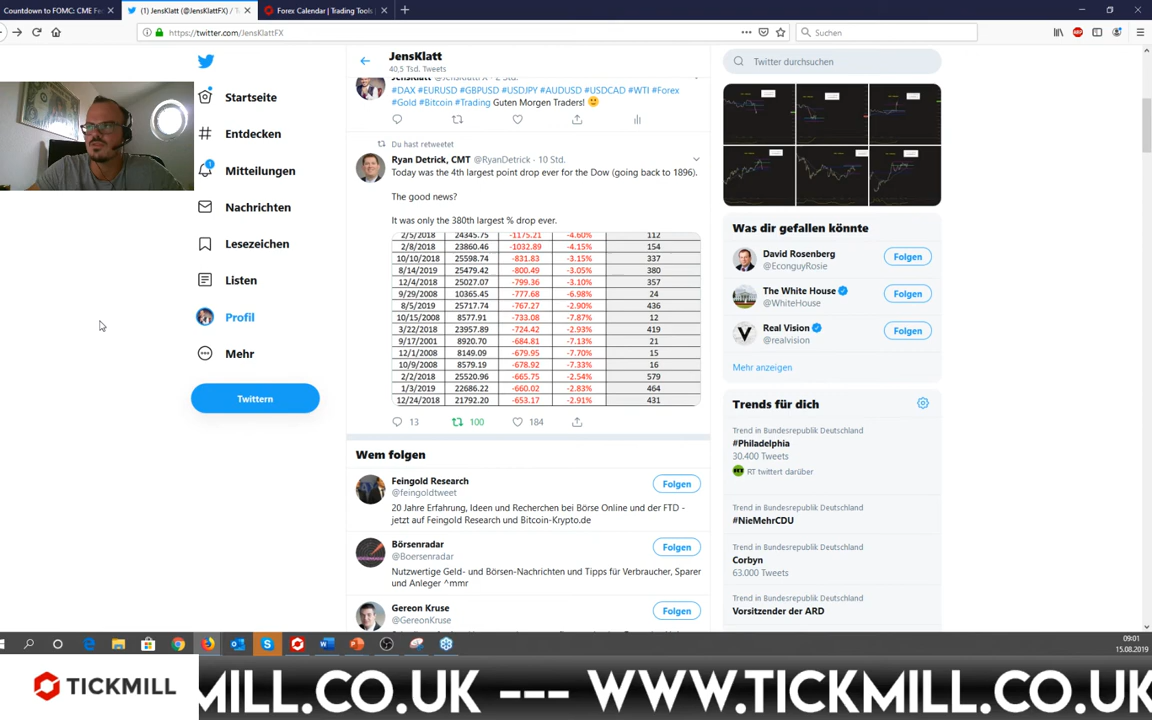 Countdown to FOMC: CME Fed
(1) JensKlatt (@JensKlattFX) / T
Forex Calendar | Trading Tools |
https://twitter.com/JensKlattFX
Suchen
JensKlatt
40,5 Tsd. Tweets
Twitter durchsuchen
Startseite
Entdecken
Mitteilungen
Nachrichten
Lesezeichen
Listen
Profil
Mehr
Twittern
#DAX #EURUSD #GBPUSD #USDJPY #AUDUSD #USDCAD #WTI #Forex
#Gold #Bitcoin #Trading Guten Morgen Traders! 🙂
Du hast retweetet
Ryan Detrick, CMT @RyanDetrick · 10 Std.
Today was the 4th largest point drop ever for the Dow (going back to 1896).
The good news?
It was only the 380th largest % drop ever.
2/5/2018 24345.75 -1175.21 -4.60% 112
2/8/2018 23860.46 -1032.89 -4.15% 154
10/10/2018 25598.74 -831.83 -3.15% 337
8/14/2019 25479.42 -800.49 -3.05% 380
12/4/2018 25027.07 -799.36 -3.10% 357
9/29/2008 10365.45 -777.68 -6.98% 24
8/5/2019 25717.74 -767.27 -2.90% 436
10/15/2008 8577.91 -733.08 -7.87% 12
3/22/2018 23957.89 -724.42 -2.93% 419
9/17/2001 8920.70 -684.81 -7.13% 21
12/1/2008 8149.09 -679.95 -7.70% 15
10/9/2008 8579.19 -678.92 -7.33% 16
2/2/2018 25520.96 -665.75 -2.54% 579
1/3/2019 22686.22 -660.02 -2.83% 464
12/24/2018 21792.20 -653.17 -2.91% 431
13 100 184
Wem folgen
Feingold Research
@feingoldtweet
Folgen
20 Jahre Erfahrung, Ideen und Recherchen bei Börse Online und der FTD -
jetzt auf Feingold Research und Bitcoin-Krypto.de
Börsenradar
@Boersenradar
Folgen
Nutzwertige Geld- und Börsen-Nachrichten und Tipps für Verbraucher, Sparer
und Anleger ^mmr
Gereon Kruse
@GereonKruse
Folgen
Was dir gefallen könnte
David Rosenberg
@EconguyRosie
Folgen
The White House
@WhiteHouse
Folgen
Real Vision
@realvision
Folgen
Mehr anzeigen
Trends für dich
Trend in Bundesrepublik Deutschland
#Philadelphia
30.400 Tweets
RT twittert darüber
Trend in Bundesrepublik Deutschland
#NieMehrCDU
Trend in Bundesrepublik Deutschland
Corbyn
63.000 Tweets
Trend in Bundesrepublik Deutschland
Vorsitzender der ARD
09:01
15.08.2019
TICKMILL
MILL.CO.UK --- WWW.TICKMILL.CO.UK